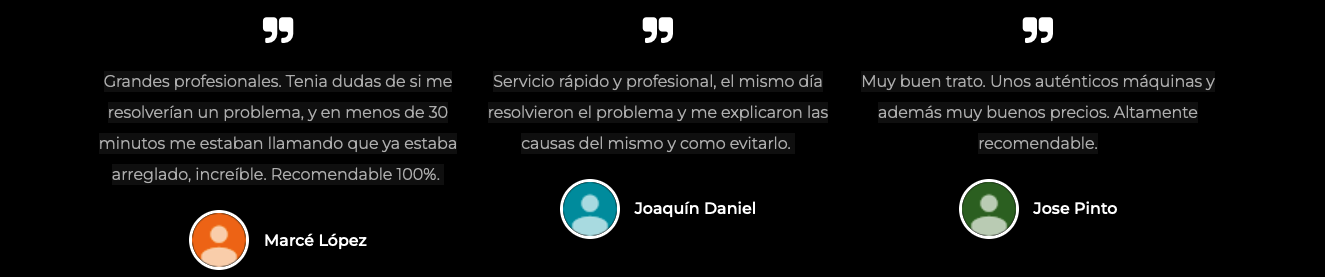 Grandes profesionales. Tenia dudas de si me
resolverían un problema, y en menos de 30
minutos me estaban llamando que ya estaba
arreglado, increíble. Recomendable 100%.
Marcé López
Servicio rápido y profesional, el mismo día
resolvieron el problema y me explicaron las
causas del mismo y como evitarlo.
Joaquín Daniel
Muy buen trato. Unos auténticos máquinas y
además muy buenos precios. Altamente
recomendable.
Jose Pinto